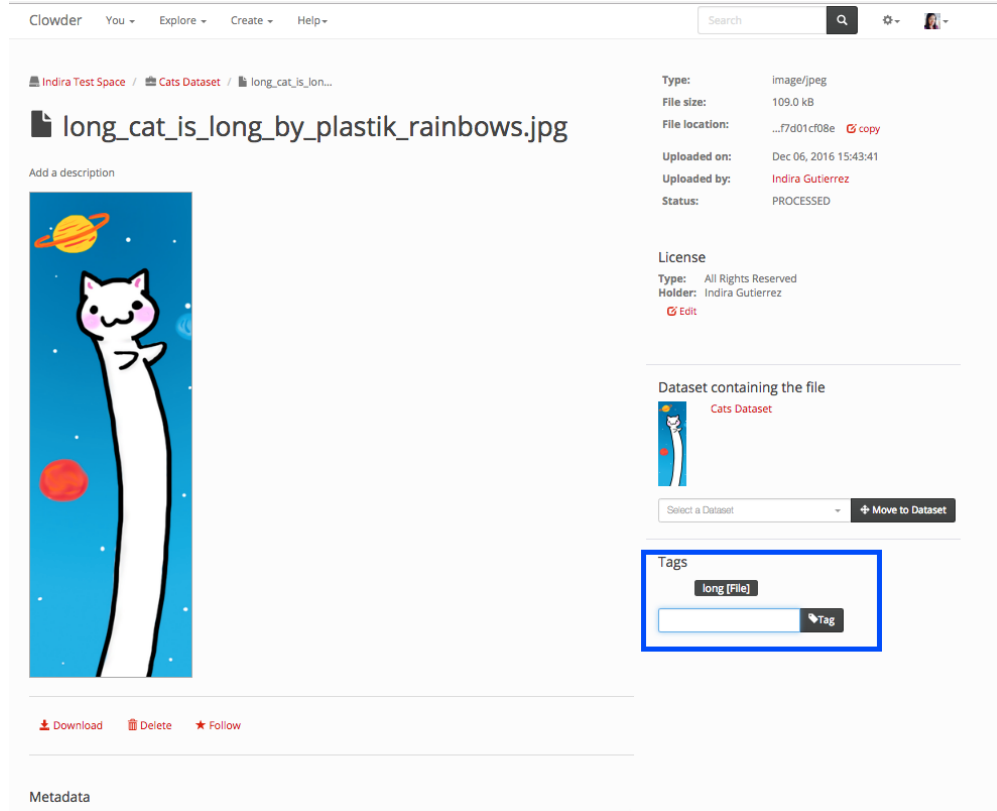 Clowder You Explore Create Help Search
Indira Test Space / Cats Dataset / long_cat_is_lon...
long_cat_is_long_by_plastik_rainbows.jpg
Add a description
Download Delete Follow
Metadata
Type: image/jpeg
File size: 109.0 kB
File location: ...f7d01cf08e copy
Uploaded on: Dec 06, 2016 15:43:41
Uploaded by: Indira Gutierrez
Status: PROCESSED
License
Type: All Rights Reserved
Holder: Indira Gutierrez
Edit
Dataset containing the file
Cats Dataset
Select a Dataset Move to Dataset
Tags
long [File]
Tag